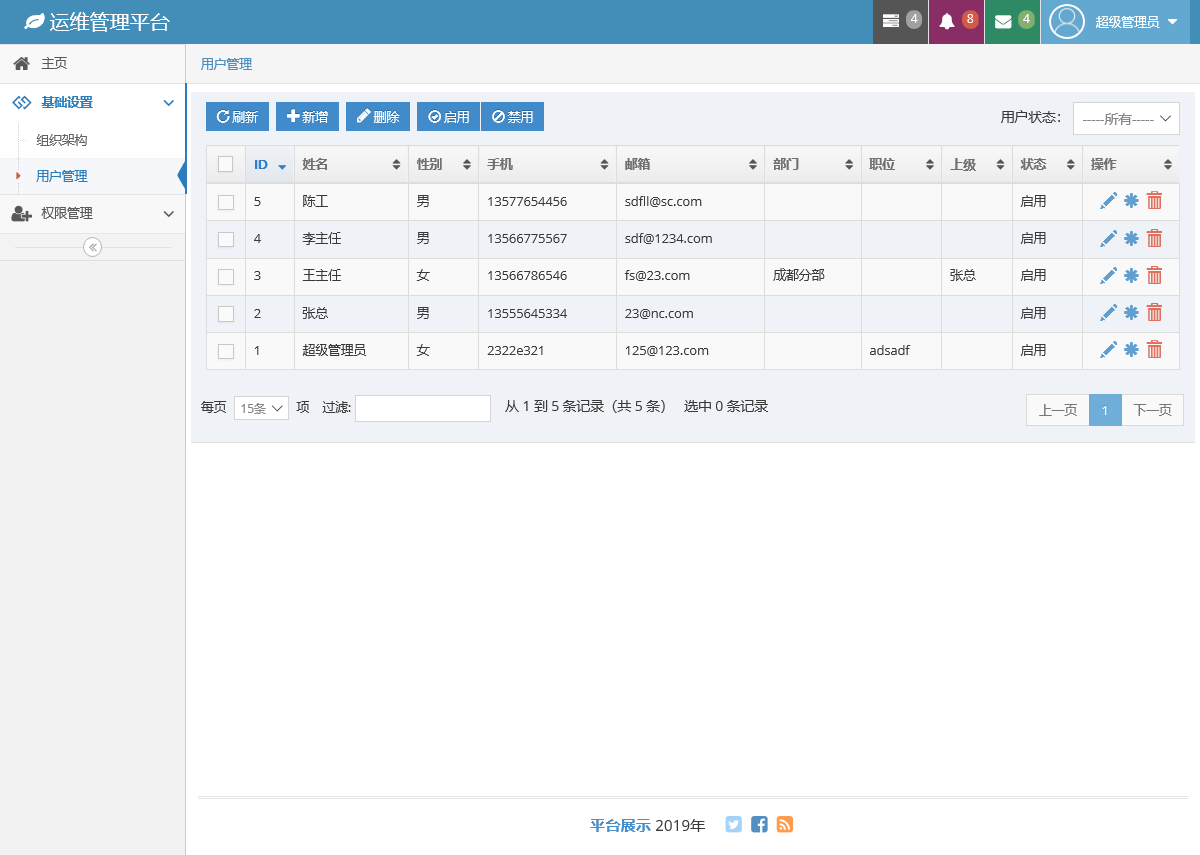 运维管理平台 4 8 4 超级管理员
主页 用户管理
基础设置
组织架构
用户管理
权限管理
刷新 新增 删除 启用 禁用 用户状态: -----所有-----
ID 姓名 性别 手机 邮箱 部门 职位 上级 状态 操作
5 陈工 男 13577654456 sdfll@sc.com 启用
4 李主任 男 13566775567 sdf@1234.com 启用
3 王主任 女 13566786546 fs@23.com 成都分部 张总 启用
2 张总 男 13555645334 23@nc.com 启用
1 超级管理员 女 2322e321 125@123.com adsadf 启用
每页 15条 项 过滤: 从 1 到 5 条记录（共 5 条） 选中 0 条记录 上一页 1 下一页
平台展示 2019年